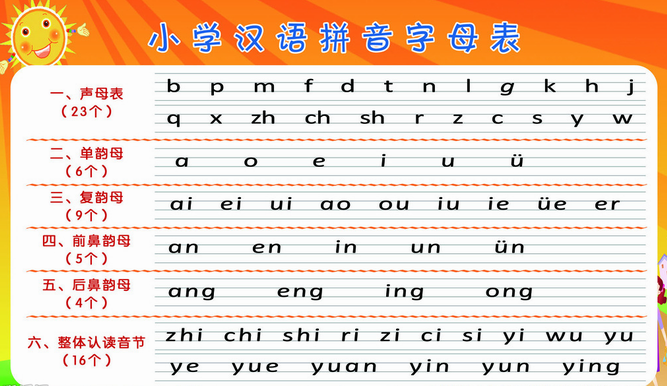 小学汉语拼音字母表
一、声母表
（23个）
b p m f d t n l g k h j
q x zh ch sh r z c s y w
二、单韵母
（6个）
a o e i u ü
三、复韵母
（9个）
ai ei ui ao ou iu ie üe er
四、前鼻韵母
（5个）
an en in un ün
五、后鼻韵母
（4个）
ang eng ing ong
六、整体认读音节
（16个）
zhi chi shi ri zi ci si yi wu yu
ye yue yuan yin yun ying